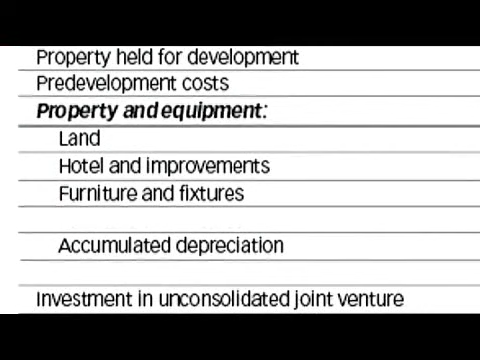 Property held for development
Predevelopment costs
Property and equipment:
Land
Hotel and improvements
Furniture and fixtures
Accumulated depreciation
Investment in unconsolidated joint venture